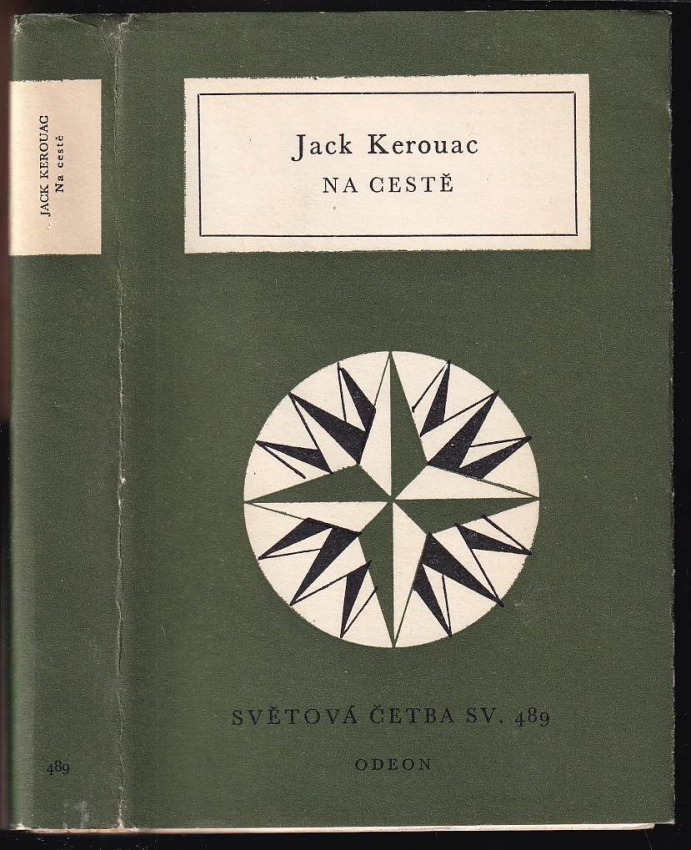 JACK KEROUAC
Na cestě
489
Jack Kerouac
NA CESTĚ
SVĚTOVÁ ČETBA SV. 489
ODEON